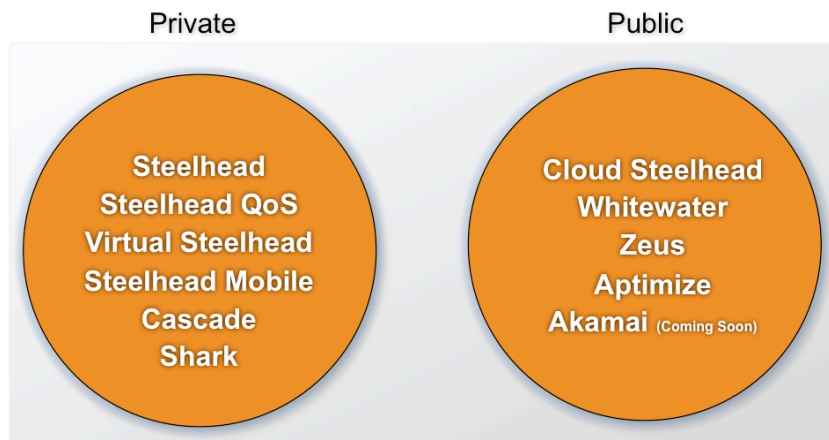 Private
Steelhead
Steelhead QoS
Virtual Steelhead
Steelhead Mobile
Cascade
Shark
Public
Cloud Steelhead
Whitewater
Zeus
Aptimize
Akamai (Coming Soon)